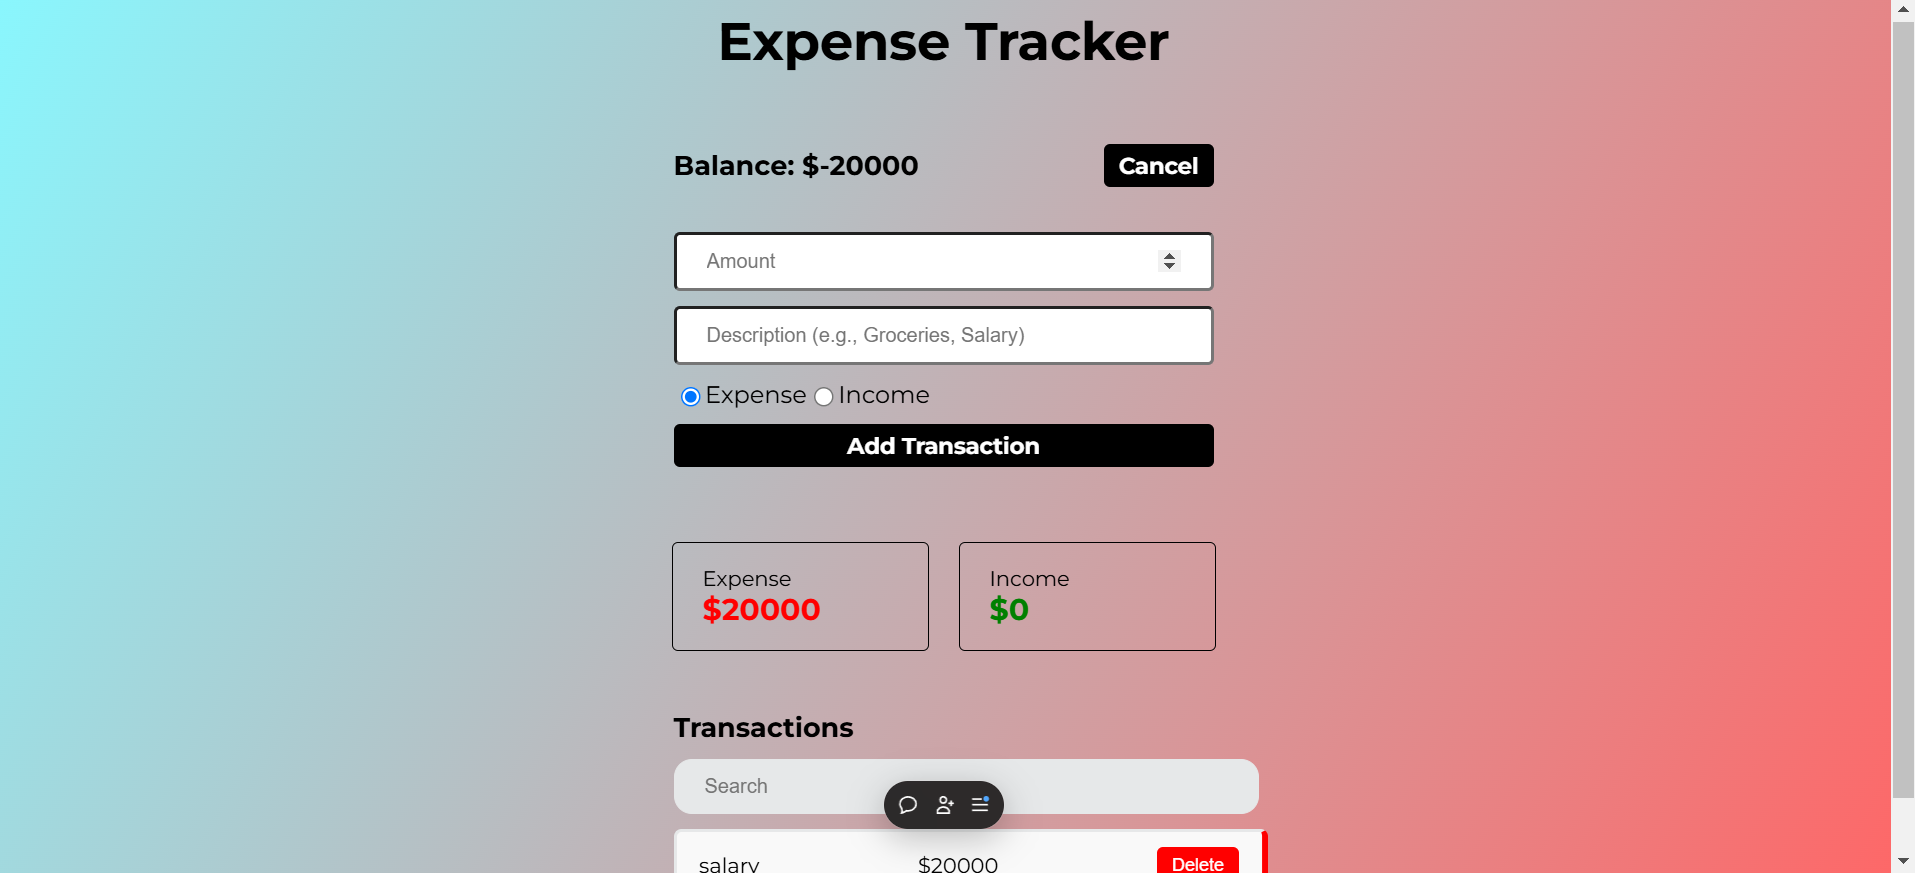 Expense Tracker
Balance: $-20000
Cancel
Amount
Description (e.g., Groceries, Salary)
Expense Income
Add Transaction
Expense
$20000
Income
$0
Transactions
Search
salary $20000 Delete